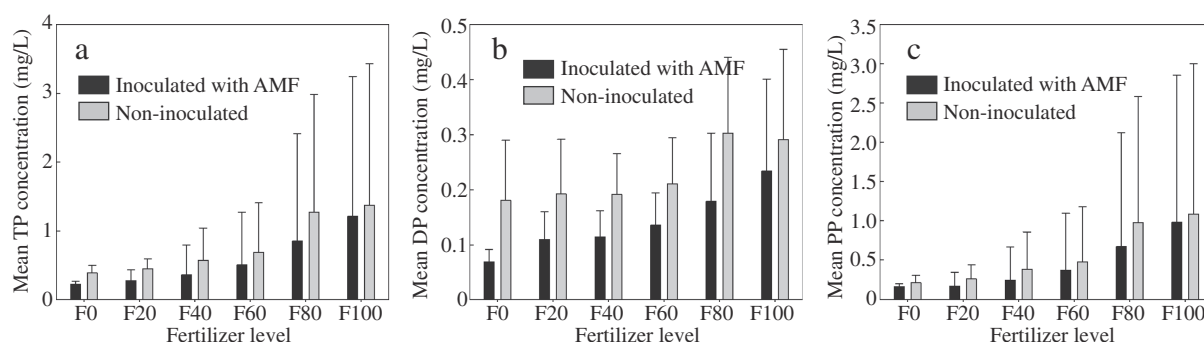 a
Mean TP concentration (mg/L)
4
3
2
1
0
Inoculated with AMF
Non-inoculated
F0 F20 F40 F60 F80 F100
Fertilizer level
b
Mean DP concentration (mg/L)
0.5
0.4
0.3
0.2
0.1
0
Inoculated with AMF
Non-inoculated
F0 F20 F40 F60 F80 F100
Fertilizer level
c
Mean PP concentration (mg/L)
3.5
3.0
2.5
2.0
1.5
1.0
0.5
0
Inoculated with AMF
Non-inoculated
F0 F20 F40 F60 F80 F100
Fertilizer level